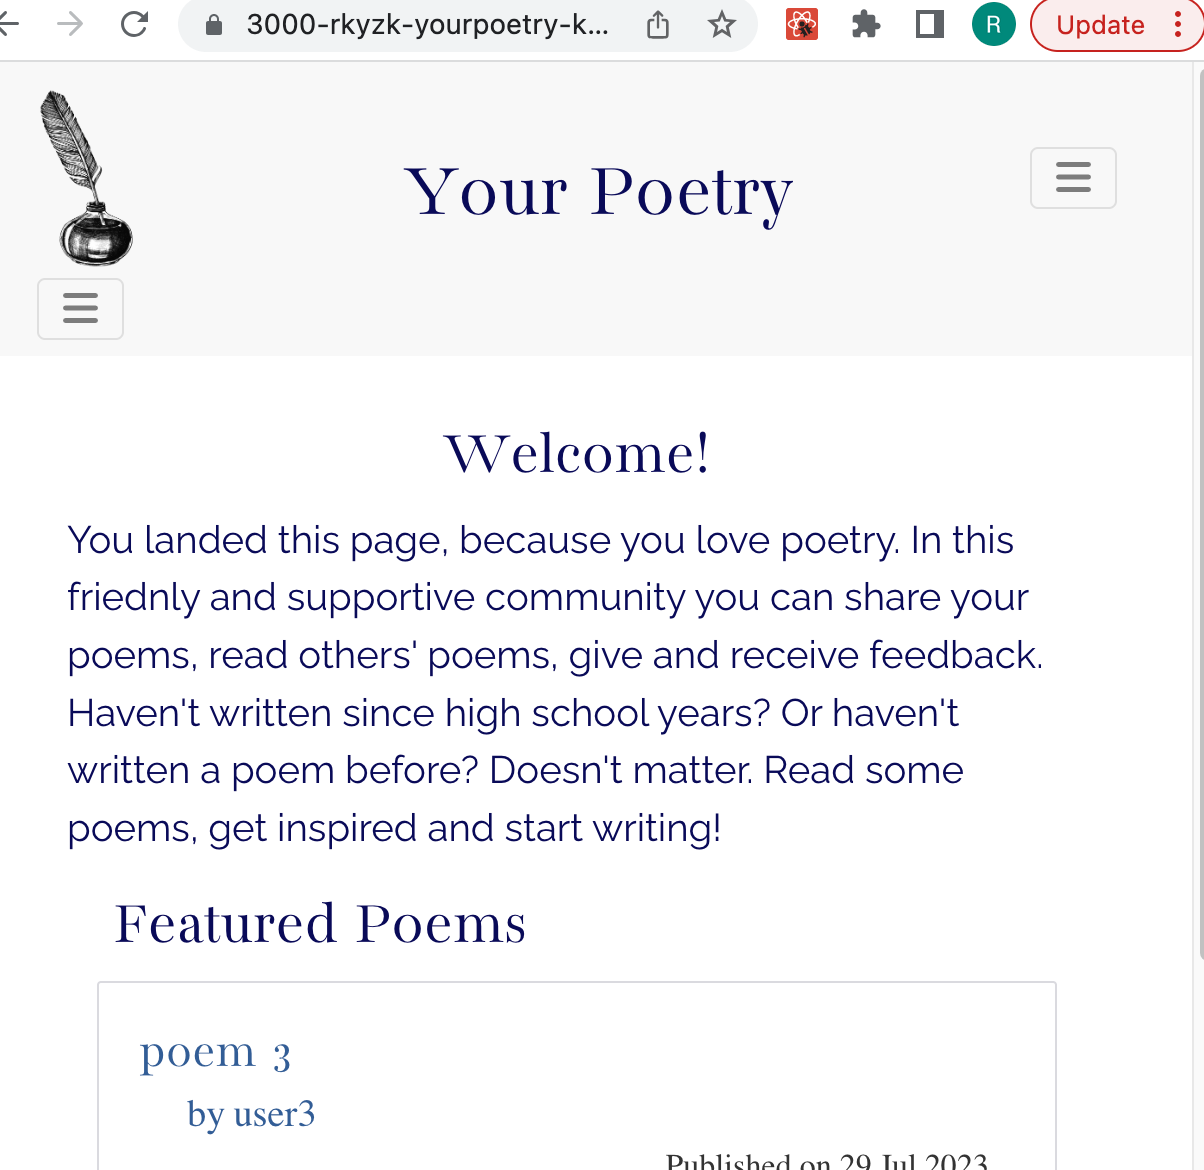 3000-rkyzk-yourpoetry-k...
R
Update
Your Poetry
Welcome!
You landed this page, because you love poetry. In this
friednly and supportive community you can share your
poems, read others' poems, give and receive feedback.
Haven't written since high school years? Or haven't
written a poem before? Doesn't matter. Read some
poems, get inspired and start writing!
Featured Poems
poem 3
by user3
Published on 29 Jul 2023